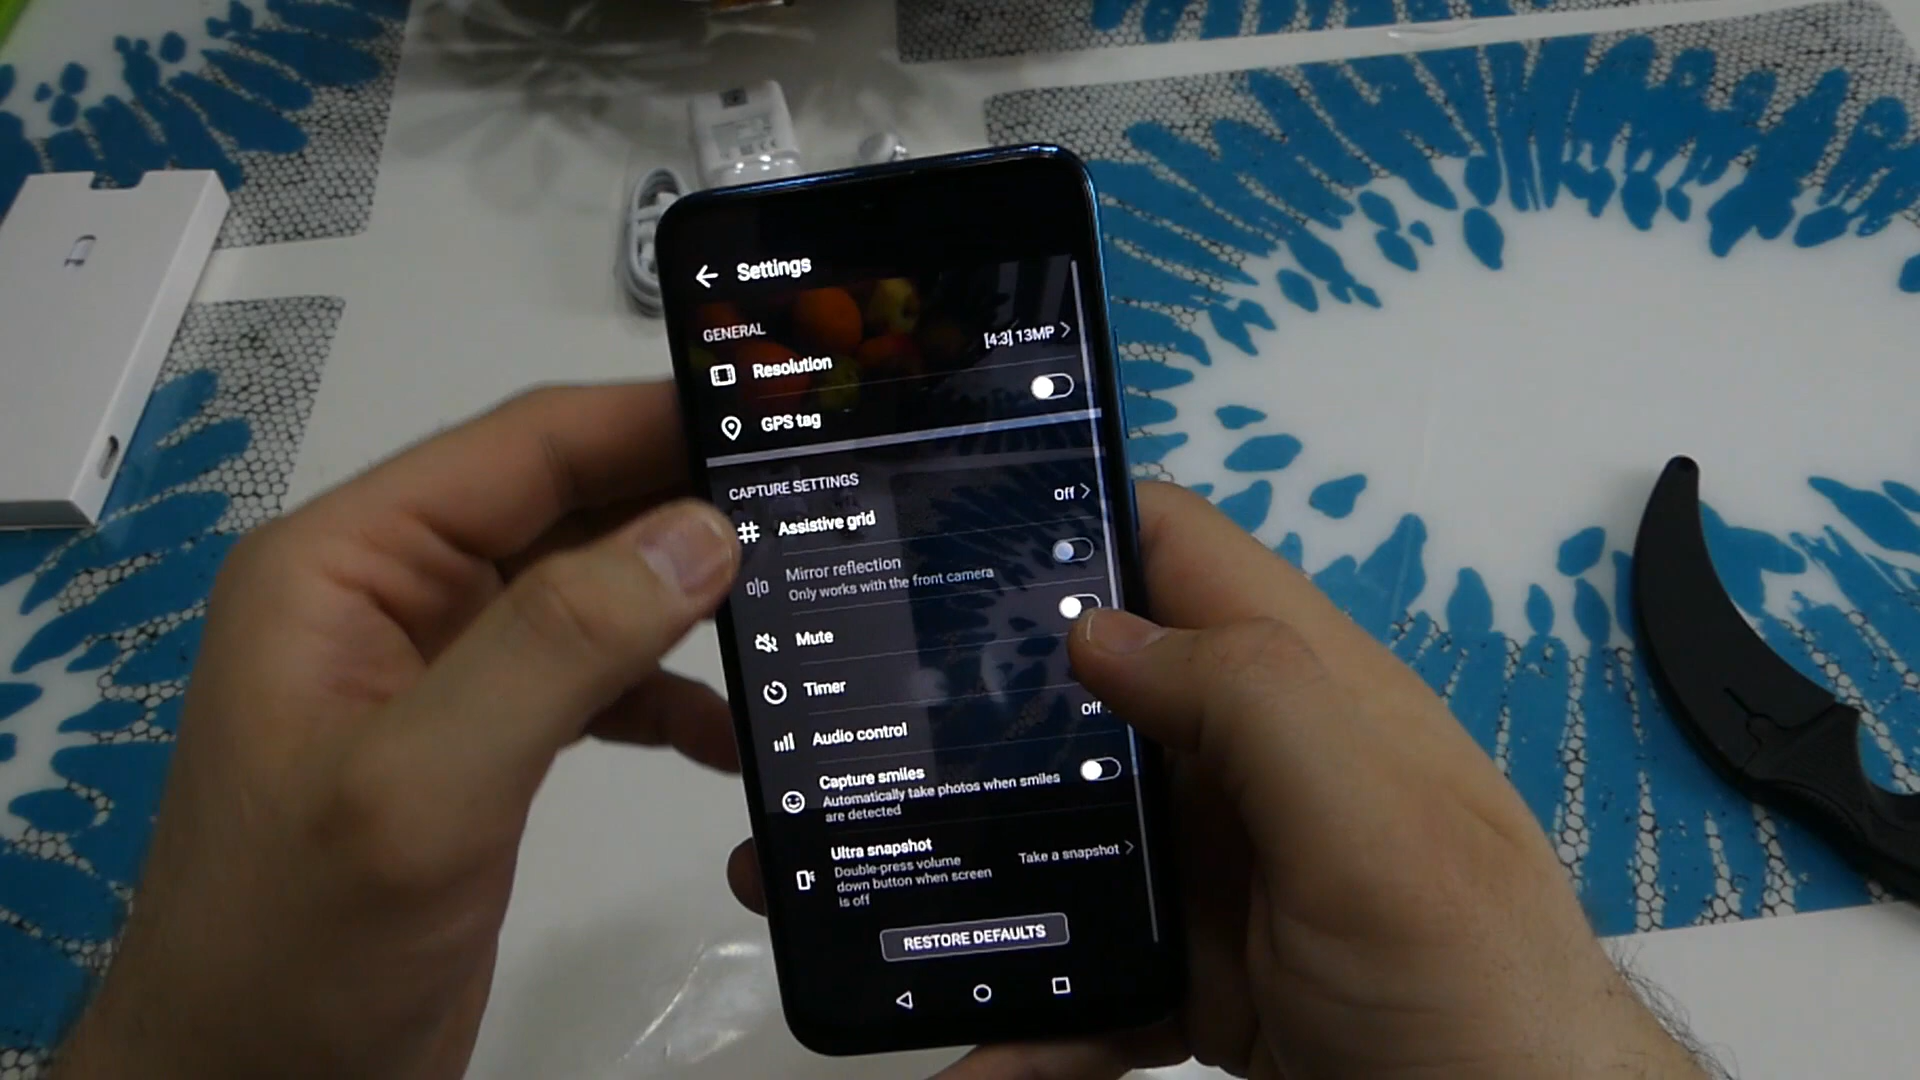 Settings
GENERAL
Resolution [4:3] 13MP
GPS tag
CAPTURE SETTINGS
Assistive grid Off
Mirror reflection
Only works with the front camera
Mute
Timer
Off
Audio control
Capture smiles
Automatically take photos when smiles
are detected
Ultra snapshot
Double-press volume
down button when screen
is off
Take a snapshot
RESTORE DEFAULTS